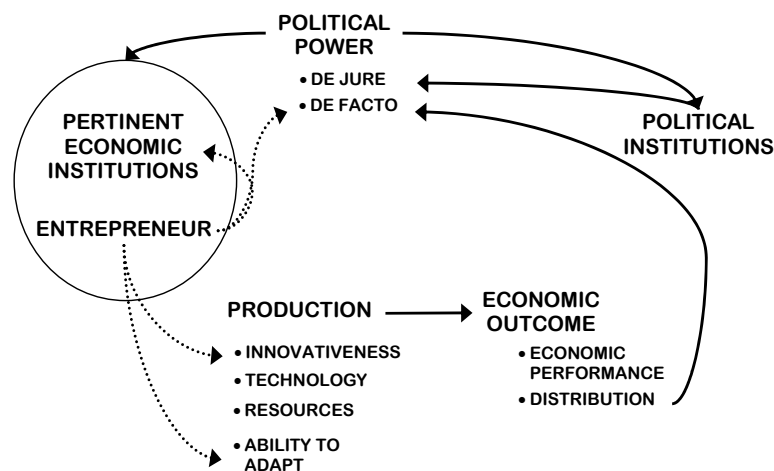 POLITICAL
POWER
• DE JURE
• DE FACTO
PERTINENT
ECONOMIC
INSTITUTIONS
POLITICAL
INSTITUTIONS
ENTREPRENEUR
PRODUCTION
• INNOVATIVENESS
• TECHNOLOGY
• RESOURCES
• ABILITY TO
ADAPT
ECONOMIC
OUTCOME
• ECONOMIC
PERFORMANCE
• DISTRIBUTION